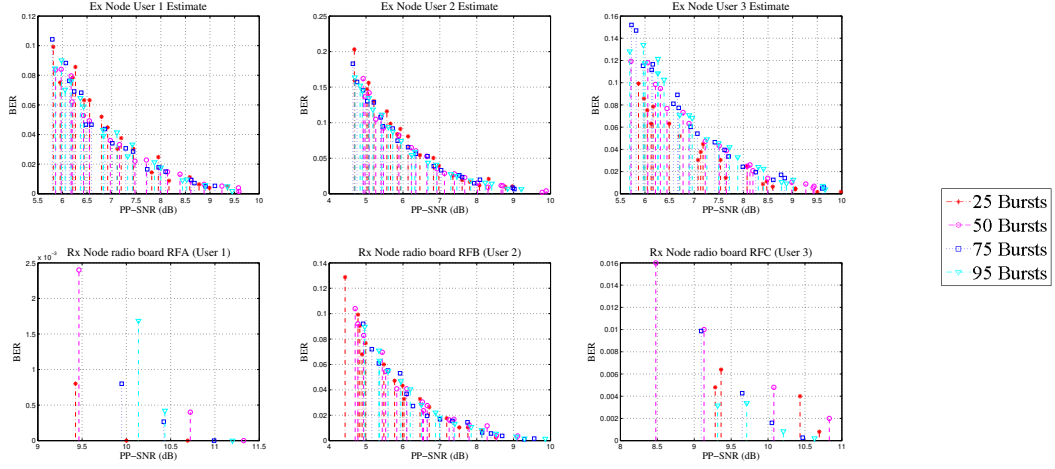 Ex Node User 1 Estimate
0.12
0.1
0.08
0.06
0.04
0.02
0
BER
5.5 6 6.5 7 7.5 8 8.5 9 9.5 10
PP-SNR (dB)
Ex Node User 2 Estimate
0.25
0.2
0.15
0.1
0.05
0
BER
4 5 6 7 8 9 10
PP-SNR (dB)
Ex Node User 3 Estimate
0.16
0.14
0.12
0.1
0.08
0.06
0.04
0.02
0
BER
5.5 6 6.5 7 7.5 8 8.5 9 9.5 10
PP-SNR (dB)
Rx Node radio board RFA (User 1)
2.5 x 10
2
1.5
1
0.5
0
BER
9 9.5 10 10.5 11 11.5
PP-SNR (dB)
Rx Node radio board RFB (User 2)
0.14
0.12
0.1
0.08
0.06
0.04
0.02
0
BER
4 5 6 7 8 9 10
PP-SNR (dB)
Rx Node radio board RFC (User 3)
0.016
0.014
0.012
0.01
0.008
0.006
0.004
0.002
0
BER
8 8.5 9 9.5 10 10.5 11
PP-SNR (dB)
25 Bursts
50 Bursts
75 Bursts
95 Bursts